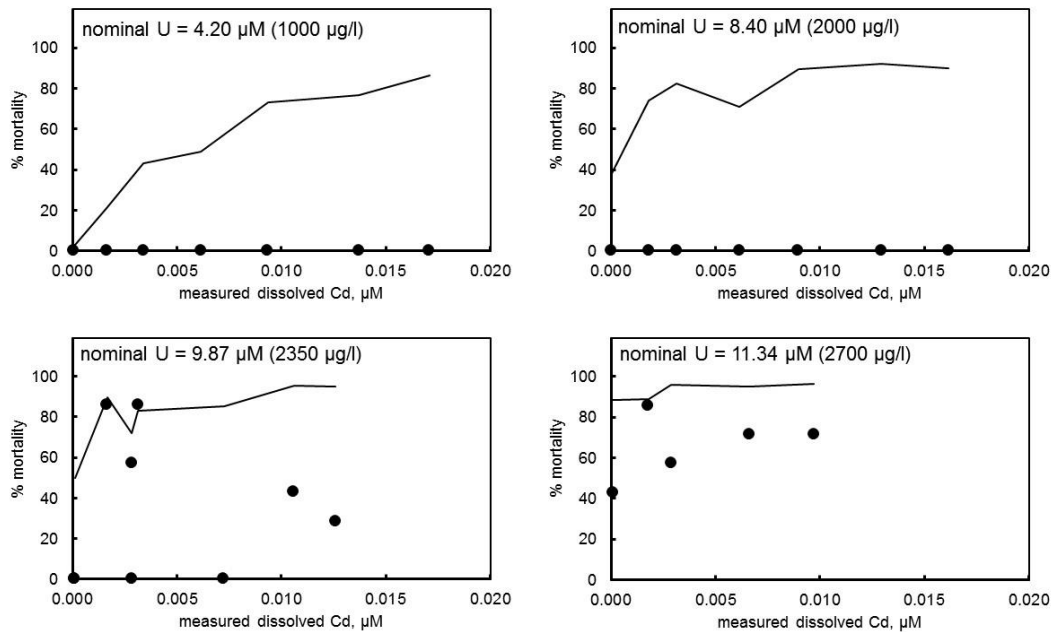 nominal U = 4.20 µM (1000 µg/l)
100
80
60
40
20
0
% mortality
0.000 0.005 0.010 0.015 0.020
measured dissolved Cd, µM
nominal U = 8.40 µM (2000 µg/l)
100
80
60
40
20
0
% mortality
0.000 0.005 0.010 0.015 0.020
measured dissolved Cd, µM
nominal U = 9.87 µM (2350 µg/l)
100
80
60
40
20
0
% mortality
0.000 0.005 0.010 0.015 0.020
measured dissolved Cd, µM
nominal U = 11.34 µM (2700 µg/l)
100
80
60
40
20
0
% mortality
0.000 0.005 0.010 0.015 0.020
measured dissolved Cd, µM